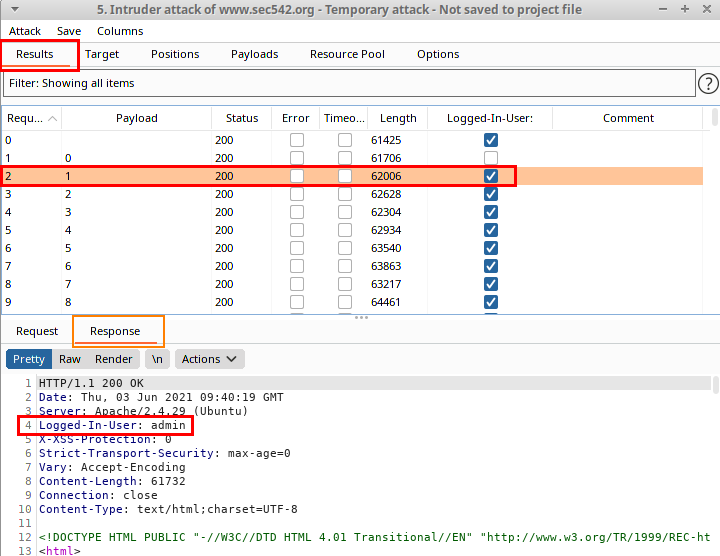 5. Intruder attack of www.sec542.org - Temporary attack - Not saved to project file
Attack Save Columns
Results Target Positions Payloads Resource Pool Options
Filter: Showing all items ?
Requ... Payload Status Error Timeo... Length Logged-In-User: Comment
0 200 61425
1 0 200 61706
2 1 200 62006
3 2 200 62628
4 3 200 62304
5 4 200 62934
6 5 200 63540
7 6 200 63863
8 7 200 63217
9 8 200 64461
Request Response
Pretty Raw Render \n Actions
1 HTTP/1.1 200 OK
2 Date: Thu, 03 Jun 2021 09:40:19 GMT
3 Server: Apache/2.4.29 (Ubuntu)
4 Logged-In-User: admin
5 X-XSS-Protection: 0
6 Strict-Transport-Security: max-age=0
7 Vary: Accept-Encoding
8 Content-Length: 61732
9 Connection: close
10 Content-Type: text/html;charset=UTF-8
11
12 <!DOCTYPE HTML PUBLIC "-//W3C//DTD HTML 4.01 Transitional//EN" "http://www.w3.org/TR/1999/REC-ht
13 <html>